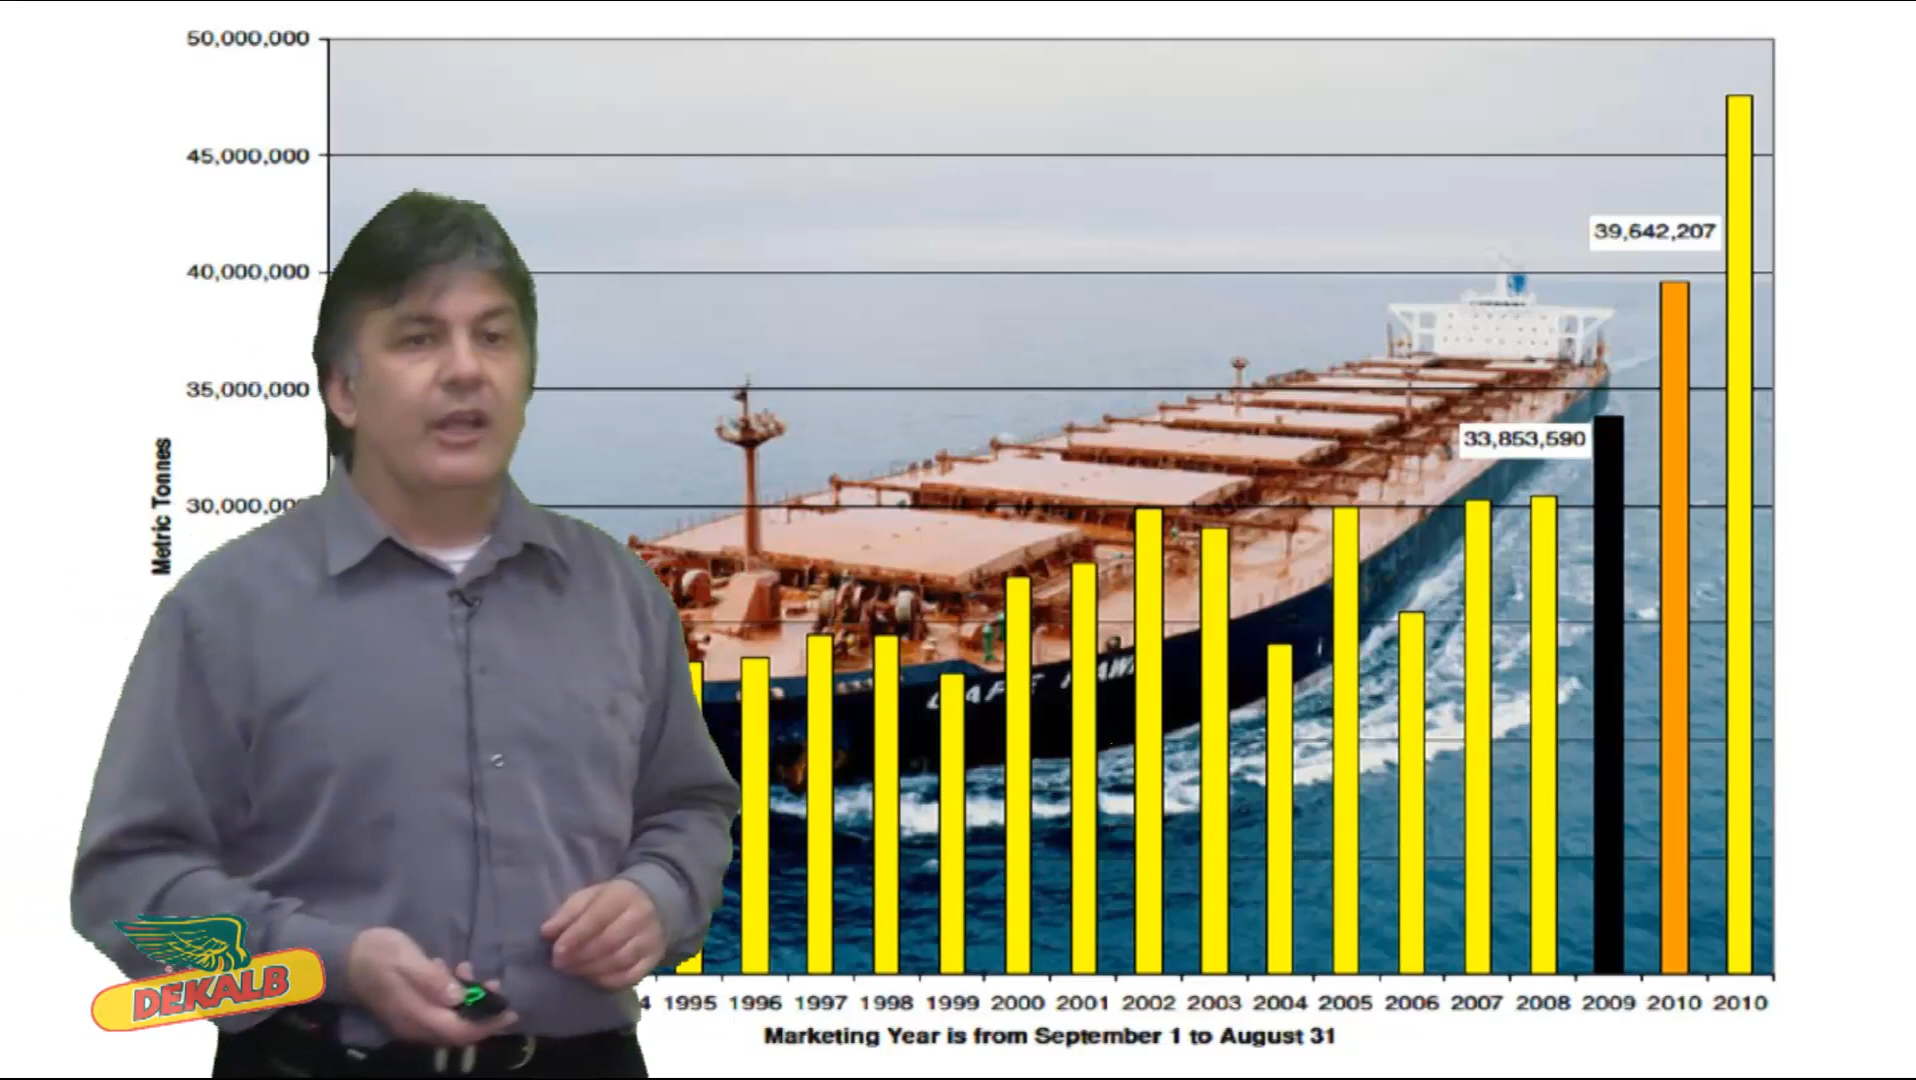 50,000,000
45,000,000
39,642,207
40,000,000
35,000,000
33,853,590
Metric Tonnes
30,000,00
DEKALB
4 1995 1996 1997 1998 1999 2000 2001 2002 2003 2004 2005 2006 2007 2008 2009 2010 2010
Marketing Year is from September 1 to August 31